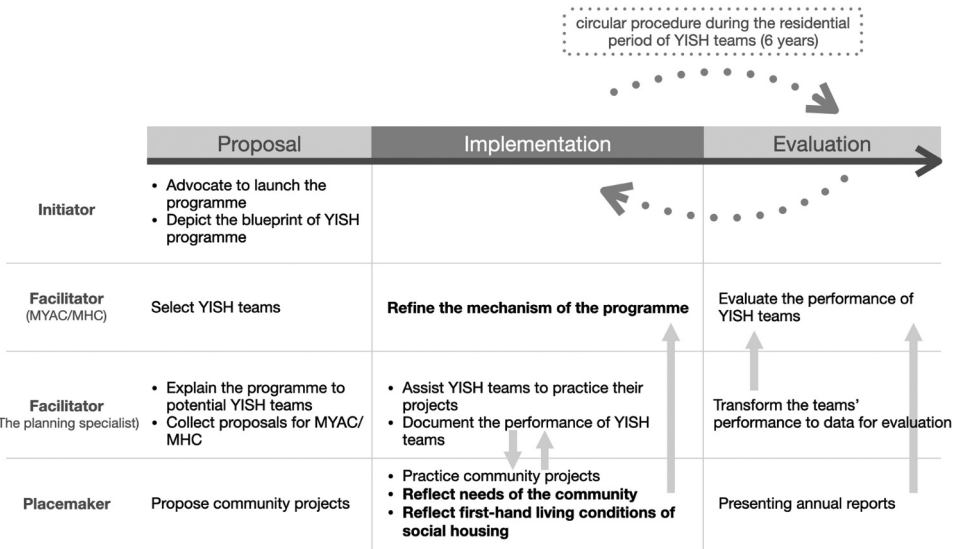 circular procedure during the residential
period of YISH teams (6 years)
Proposal
Implementation
Evaluation
Initiator
• Advocate to launch the
programme
• Depict the blueprint of YISH
programme
Facilitator
(MYAC/MHC)
Select YISH teams
Refine the mechanism of the programme
Evaluate the performance of
YISH teams
Facilitator
The planning specialist)
• Explain the programme to
potential YISH teams
• Collect proposals for MYAC/
MHC
• Assist YISH teams to practice their
projects
• Document the performance of YISH
teams
Transform the teams’
performance to data for evaluation
Placemaker
Propose community projects
• Practice community projects
• Reflect needs of the community
• Reflect first-hand living conditions of
social housing
Presenting annual reports